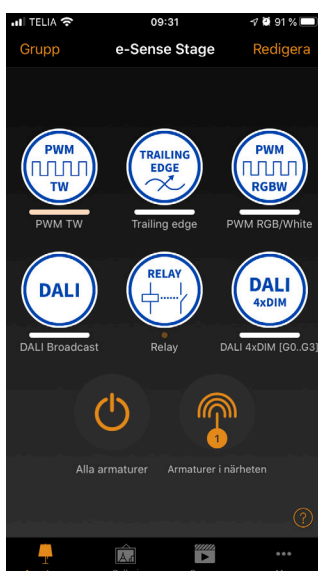 TELIA 09:31 91 %
Grupp e-Sense Stage Redigera
PWM TW
TRAILING EDGE
PWM RGBW
PWM TW Trailing edge PWM RGB/White
DALI
RELAY
DALI 4xDIM
DALI Broadcast Relay DALI 4xDIM [G0..G3]
1
Alla armaturer Armaturer i närheten
?